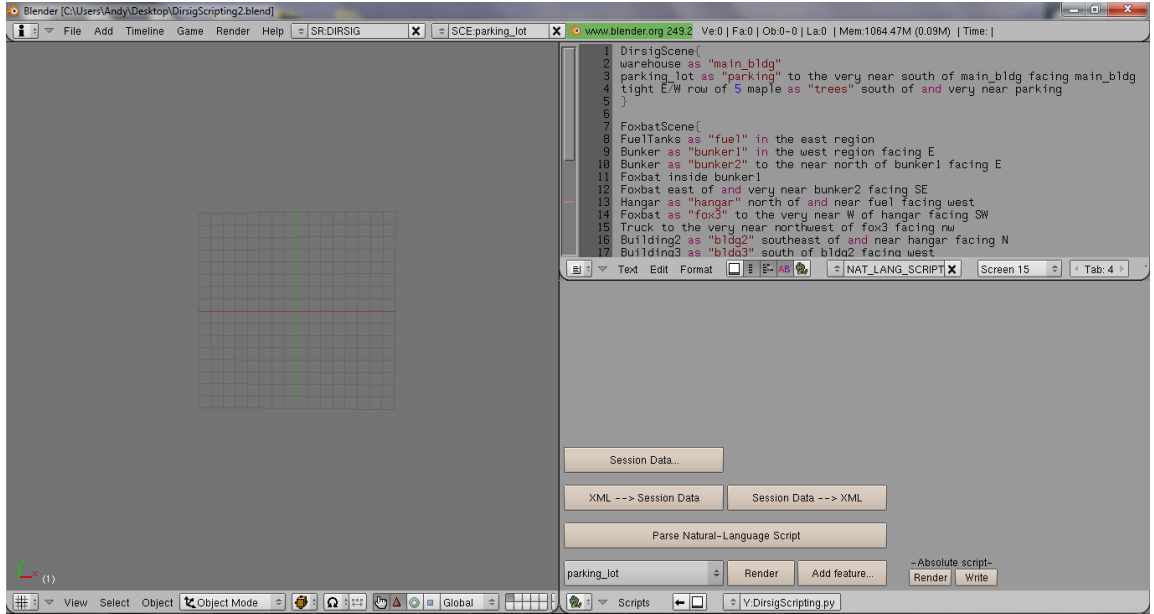 Blender [C:\Users\Andy\Desktop\DirsigScripting2.blend]
File Add Timeline Game Render Help SR:DIRSIG X SCE:parking_lot X www.blender.org 249.2 Ve:0 | Fa:0 | Ob:0-0 | La:0 | Mem:1064.47M (0.09M) | Time: |
1 DirsigScene{
2 warehouse as "main_bldg"
3 parking_lot as "parking" to the very near south of main_bldg facing main_bldg
4 tight E/W row of 5 maple as "trees" south of and very near parking
5 }
6
7 FoxbatScene{
8 FuelTanks as "fuel" in the east region
9 Bunker as "bunker1" in the west region facing E
10 Bunker as "bunker2" to the near north of bunker1 facing E
11 Foxbat inside bunker1
12 Foxbat east of and very near bunker2 facing SE
13 Hangar as "hangar" north of and near fuel facing west
14 Foxbat as "fox3" to the very near W of hangar facing SW
15 Truck to the very near northwest of fox3 facing nw
16 Building2 as "bldg2" southeast of and near hangar facing N
17 Building3 as "bldg3" south of bldg2 facing west
Text Edit Format AB NAT_LANG_SCRIPT X Screen 15 Tab: 4
Session Data...
XML --> Session Data Session Data --> XML
Parse Natural-Language Script
parking_lot Render Add feature... -Absolute script-
Render Write
x (1)
View Select Object Object Mode Global Scripts Y:DirsigScripting.py